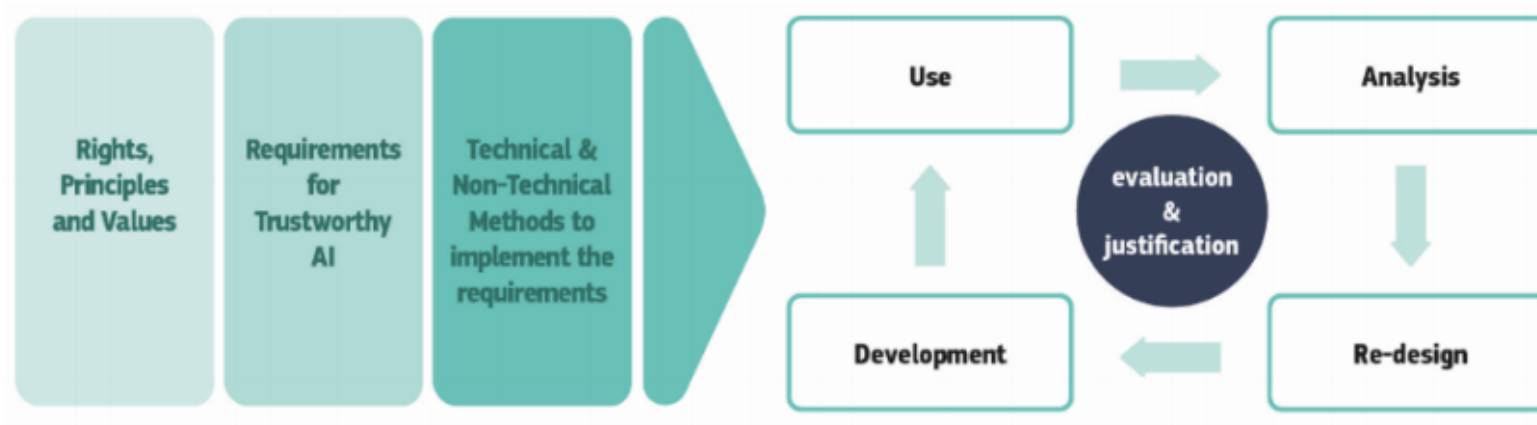 Rights,
Principles
and Values
Requirements
for
Trustworthy
AI
Technical &
Non-Technical
Methods to
implement the
requirements
Use
Analysis
evaluation
&
justification
Development
Re-design